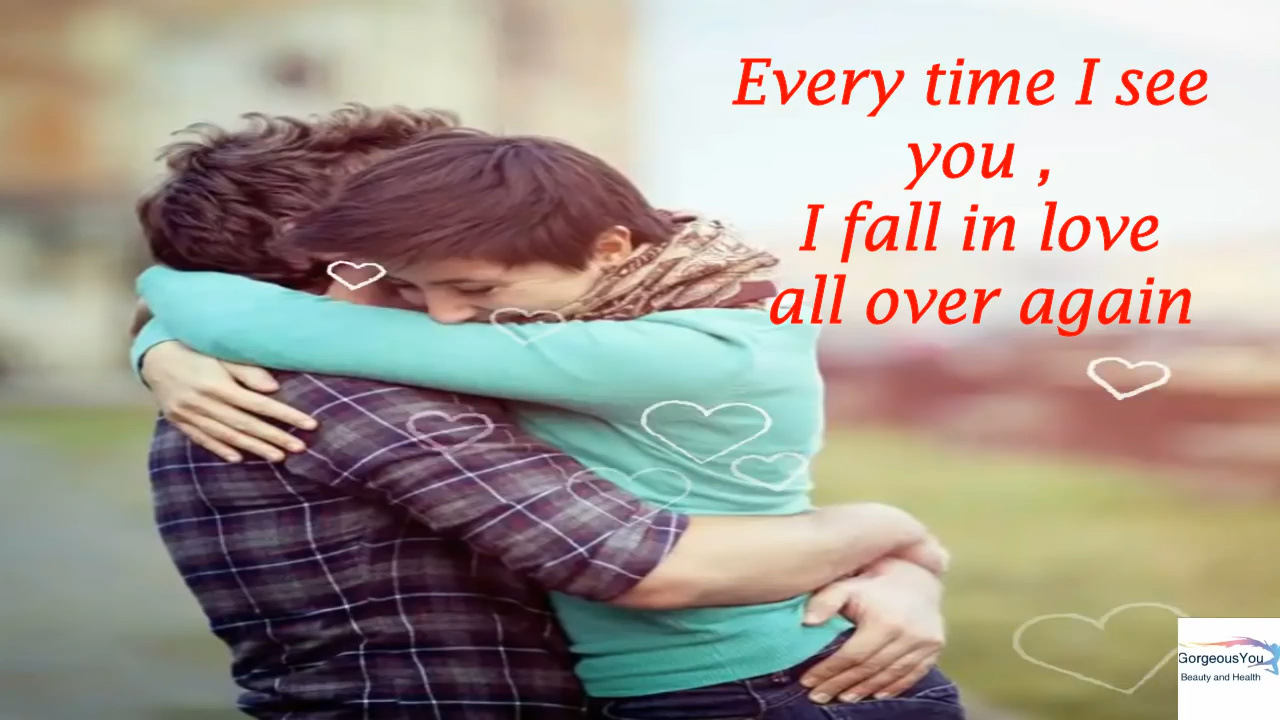 Every time I see
you ,
I fall in love
all over again
GorgeousYou
Beauty and Health